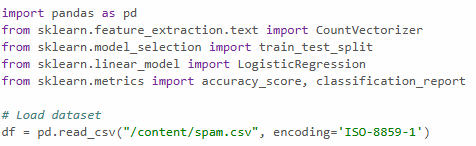 import pandas as pd
from sklearn.feature_extraction.text import CountVectorizer
from sklearn.model_selection import train_test_split
from sklearn.linear_model import LogisticRegression
from sklearn.metrics import accuracy_score, classification_report

# Load dataset
df = pd.read_csv("/content/spam.csv", encoding='ISO-8859-1')